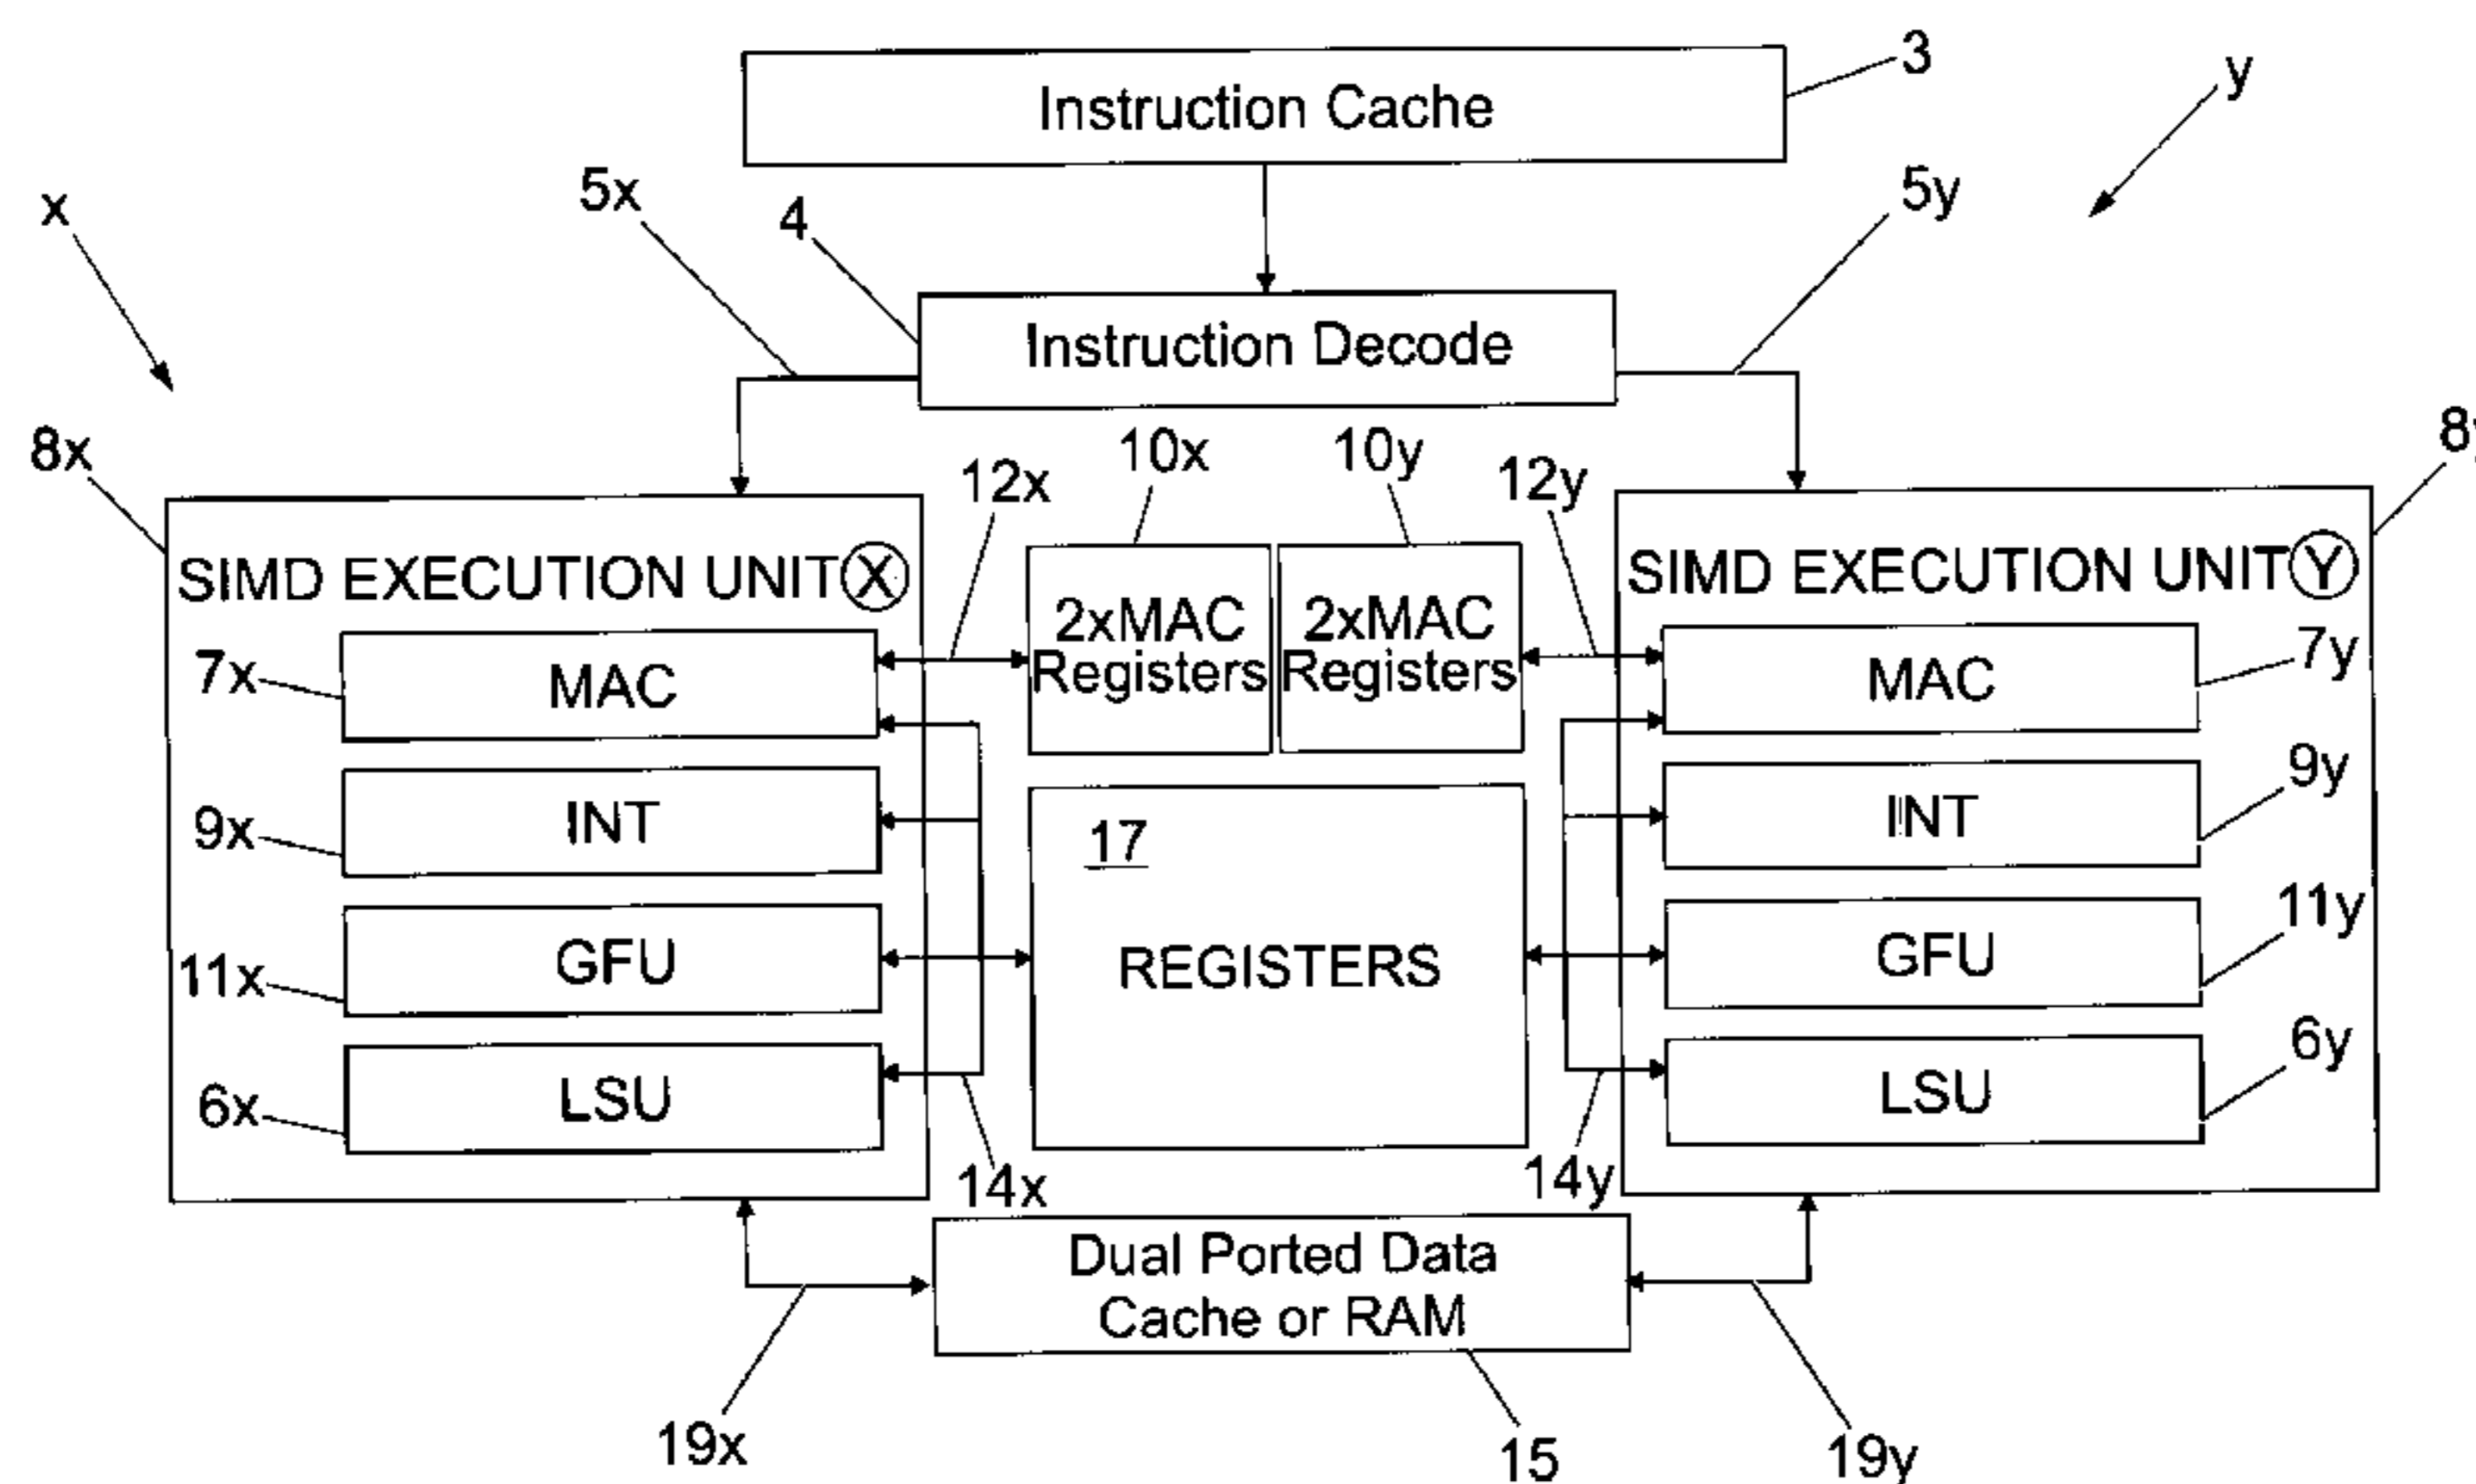 3
Instruction Cache
y
x
5x
4
5y
Instruction Decode
8x
10x
10y
8y
12x
12y
SIMD EXECUTION UNIT X
2xMAC
Registers
2xMAC
Registers
SIMD EXECUTION UNIT Y
7x
MAC
MAC
7y
9x
INT
17
INT
9y
11x
GFU
REGISTERS
GFU
11y
6x
LSU
LSU
6y
14x
14y
Dual Ported Data
Cache or RAM
19x
15
19y